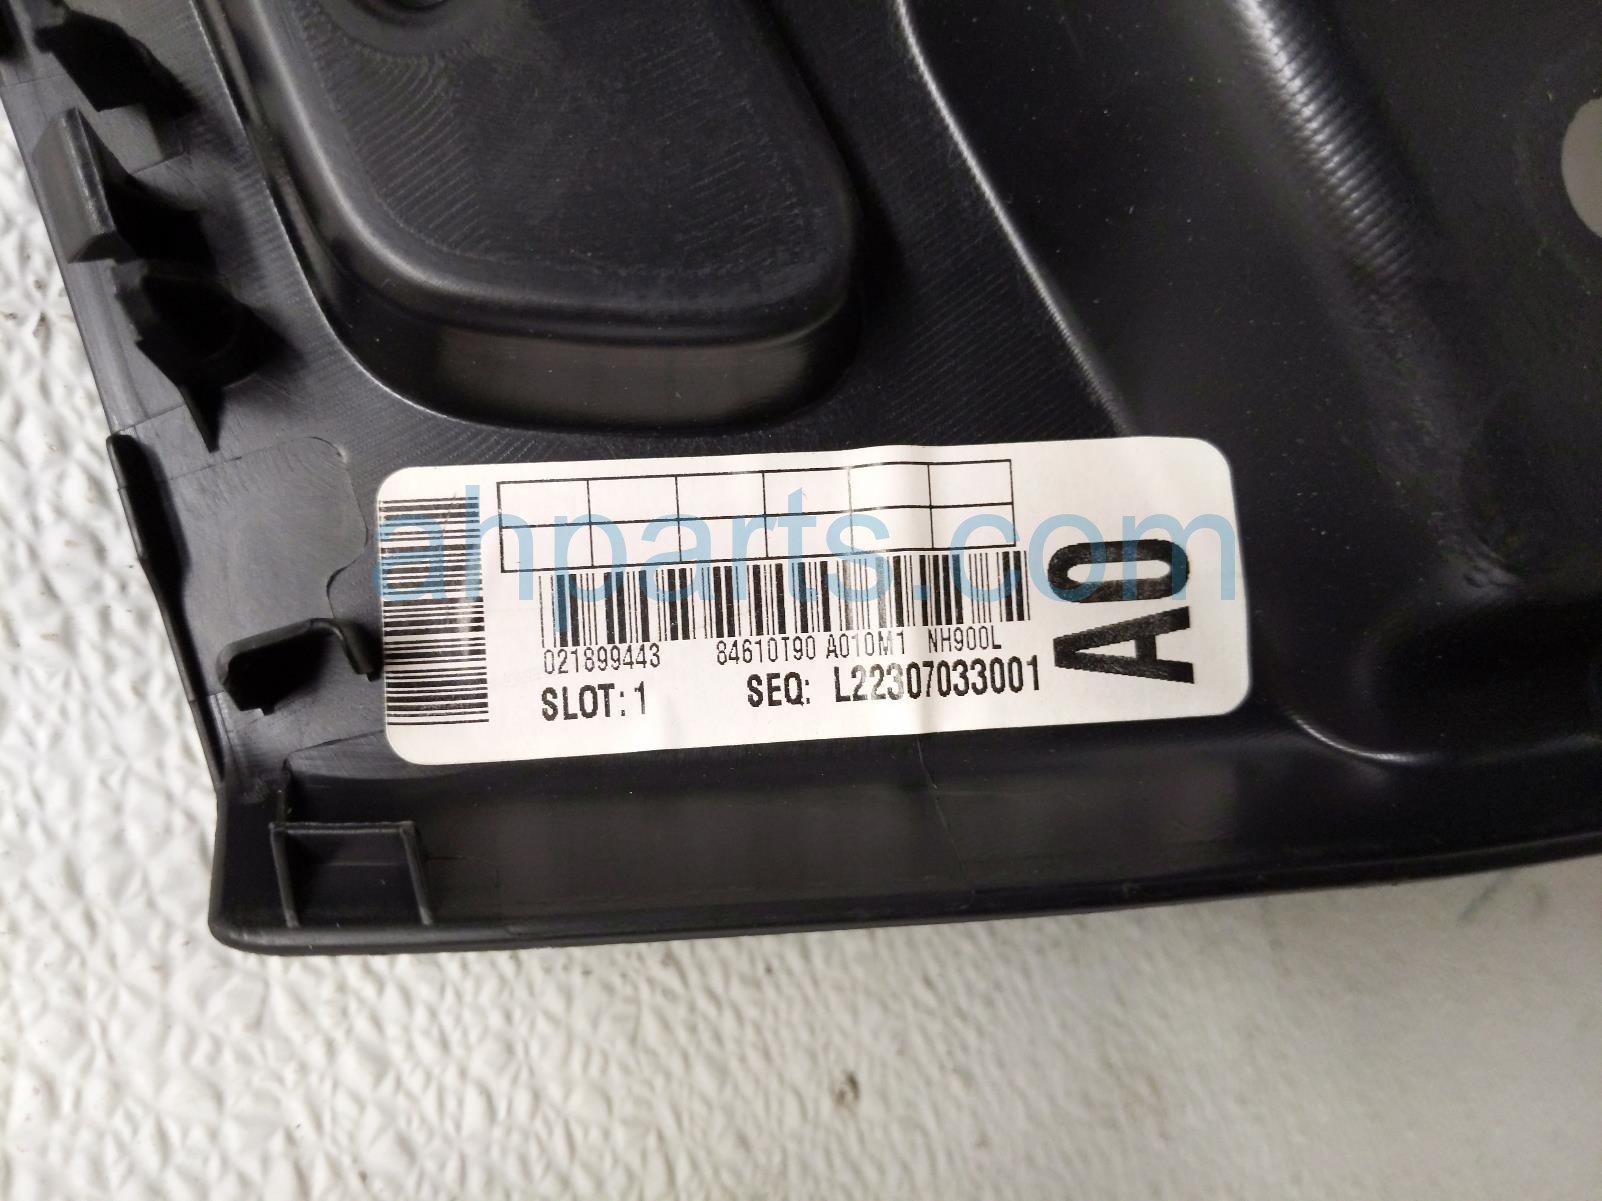 ahparts.com
021899443 84610T90 A010M1 NH900L
SLOT: 1 SEQ: L22307033001
A0